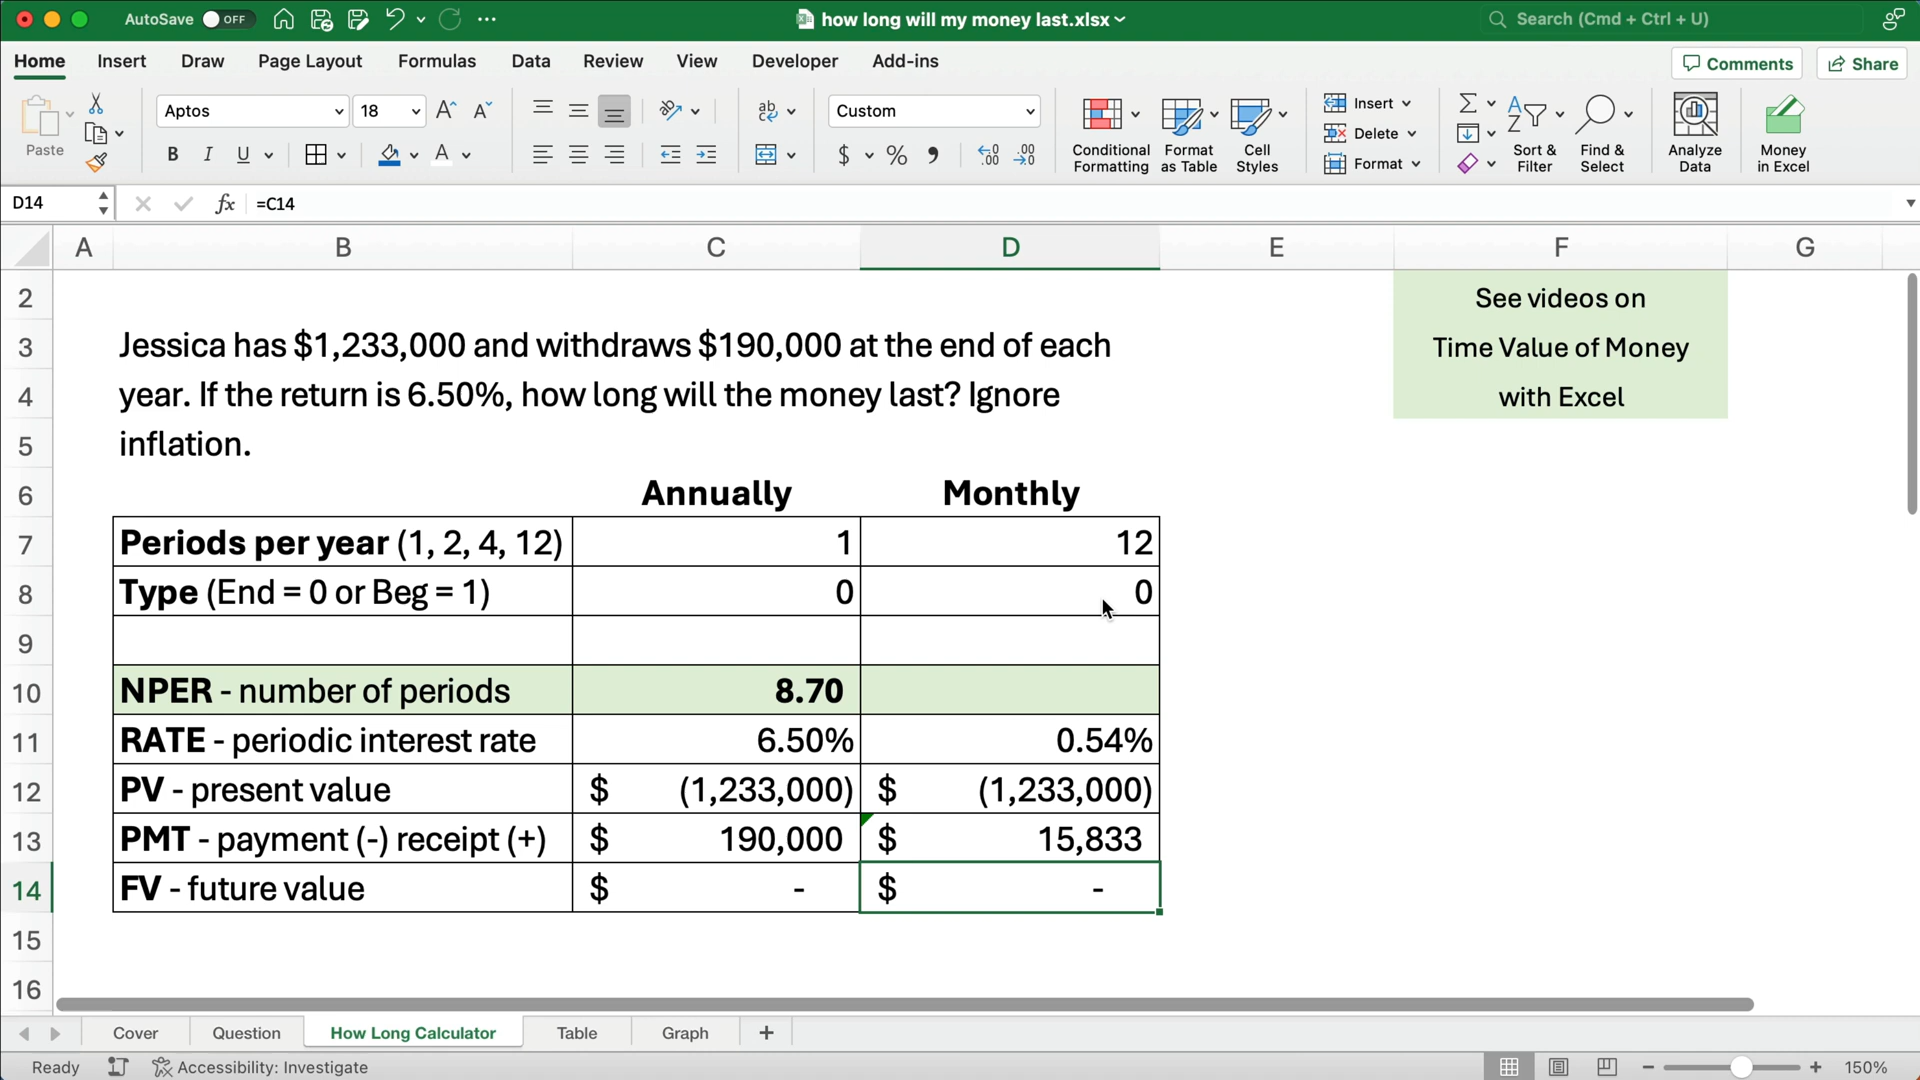 AutoSave OFF how long will my money last.xlsx Search (Cmd + Ctrl + U)
Home Insert Draw Page Layout Formulas Data Review View Developer Add-ins Comments Share
Paste Aptos 18 Custom
B I U
Conditional Formatting
Format as Table
Cell Styles
Insert
Delete
Format
Sort & Filter
Find & Select
Analyze Data
Money in Excel
D14 fx =C14
A B C D E F G
2 See videos on
3 Jessica has $1,233,000 and withdraws $190,000 at the end of each Time Value of Money
4 year. If the return is 6.50%, how long will the money last? Ignore with Excel
5 inflation.
6 Annually Monthly
7 Periods per year (1, 2, 4, 12) 1 12
8 Type (End = 0 or Beg = 1) 0 0
9
10 NPER - number of periods 8.70
11 RATE - periodic interest rate 6.50% 0.54%
12 PV - present value $ (1,233,000) $ (1,233,000)
13 PMT - payment (-) receipt (+) $ 190,000 $ 15,833
14 FV - future value $ - $ -
15
16
Cover Question How Long Calculator Table Graph +
Ready Accessibility: Investigate 150%